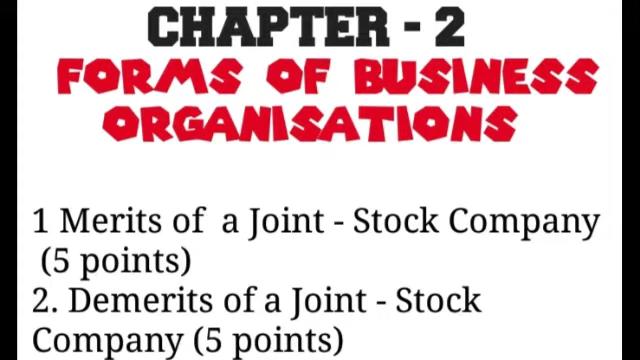 CHAPTER - 2
FORMS OF BUSINESS
ORGANISATIONS
1 Merits of a Joint - Stock Company
(5 points)
2. Demerits of a Joint - Stock
Company (5 points)